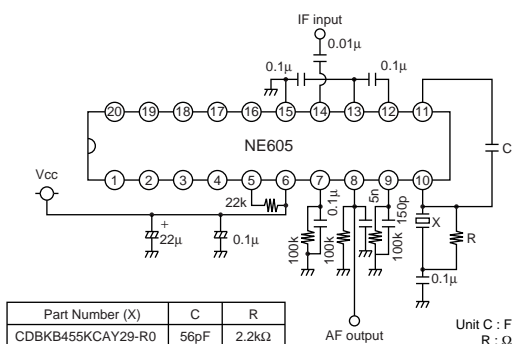 IF input
0.01μ
0.1μ
0.1μ
20 19 18 17 16 15 14 13 12 11
NE605
C
Vcc
1 2 3 4 5 6 7 8 9 10
22k
+
22μ
0.1μ
100k
0.1μ
100k
5n
100k
150p
X
R
0.1μ
AF output
Part Number (X) C R
CDBKB455KCAY29-R0 56pF 2.2kΩ
Unit C : F
R : Ω